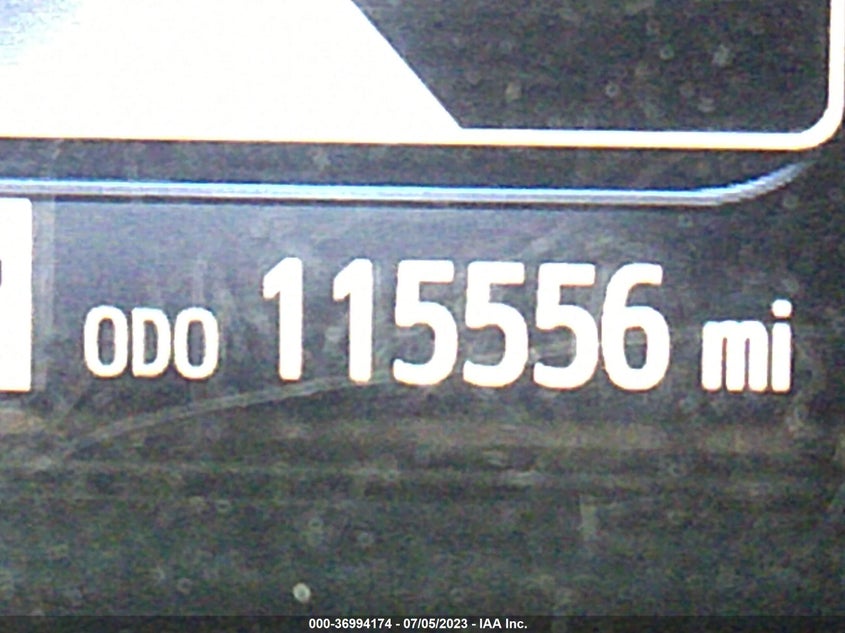 ODO 115556 mi
000-36994174 - 07/05/2023 - IAA Inc.